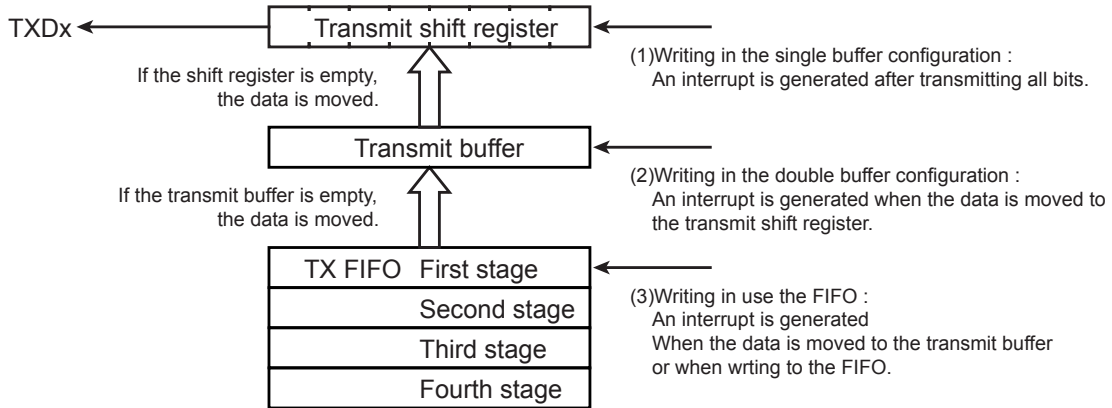 TXDx
Transmit shift register
(1)Writing in the single buffer configuration :
An interrupt is generated after transmitting all bits.
If the shift register is empty,
the data is moved.
Transmit buffer
(2)Writing in the double buffer configuration :
An interrupt is generated when the data is moved to
the transmit shift register.
If the transmit buffer is empty,
the data is moved.
TX FIFO First stage
Second stage
Third stage
Fourth stage
(3)Writing in use the FIFO :
An interrupt is generated
When the data is moved to the transmit buffer
or when wrting to the FIFO.